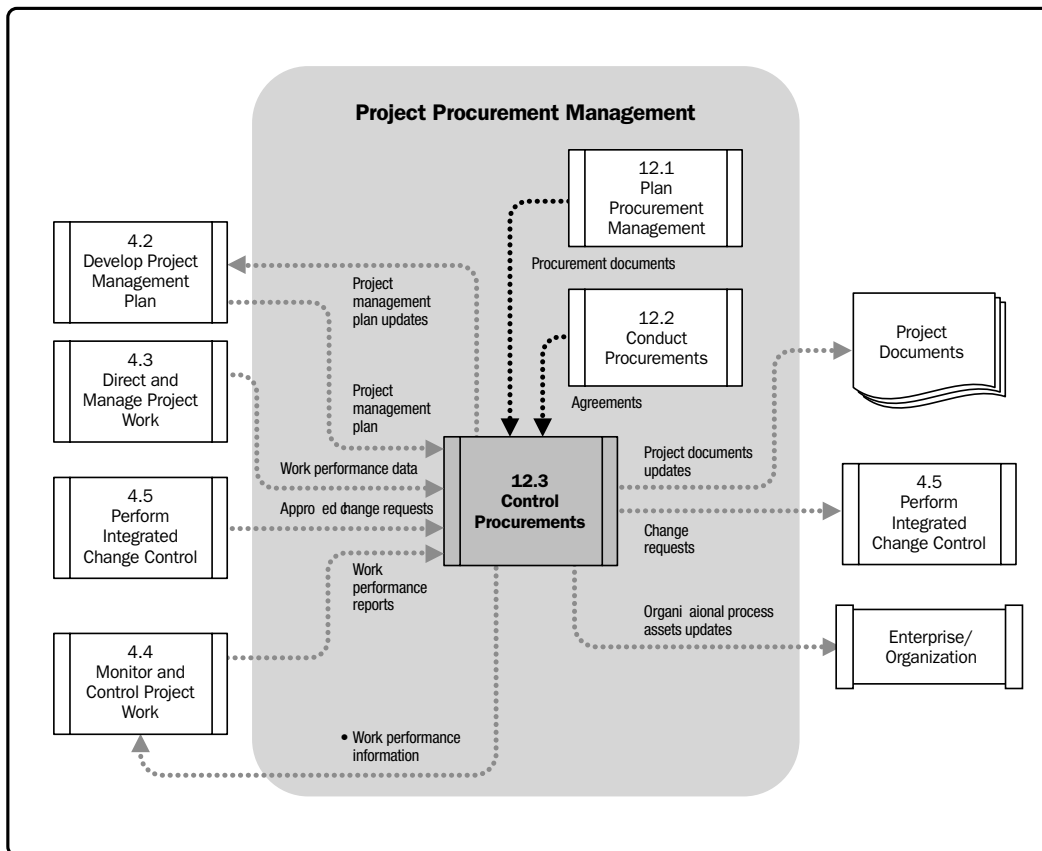 Project Procurement Management
12.1
Plan
Procurement
Management
4.2
Develop Project
Management
Plan
Procurement documents
Project
management
plan updates
12.2
Conduct
Procurements
Project
Documents
4.3
Direct and
Manage Project
Work
Project
management
plan
Agreements
Work performance data
12.3
Control
Procurements
Project documents
updates
4.5
Perform
Integrated
Change Control
Appro ed change requests
Change
requests
4.5
Perform
Integrated
Change Control
Work
performance
reports
Organi aional process
assets updates
Enterprise/
Organization
4.4
Monitor and
Control Project
Work
• Work performance
information